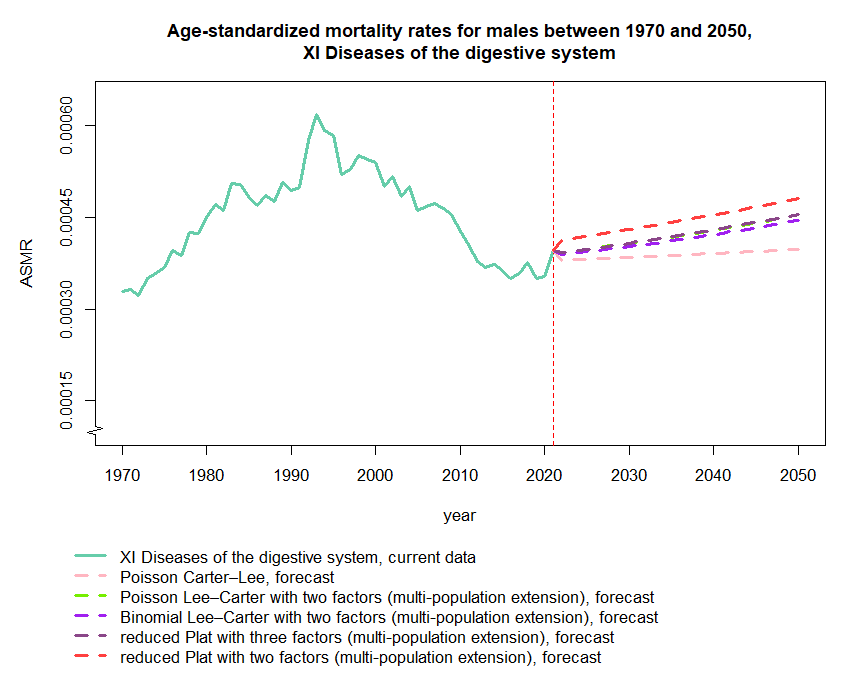 Age-standardized mortality rates for males between 1970 and 2050,
XI Diseases of the digestive system
ASMR
0.00060
0.00045
0.00030
0.00015
1970 1980 1990 2000 2010 2020 2030 2040 2050
year
XI Diseases of the digestive system, current data
Poisson Carter–Lee, forecast
Poisson Lee–Carter with two factors (multi-population extension), forecast
Binomial Lee–Carter with two factors (multi-population extension), forecast
reduced Plat with three factors (multi-population extension), forecast
reduced Plat with two factors (multi-population extension), forecast